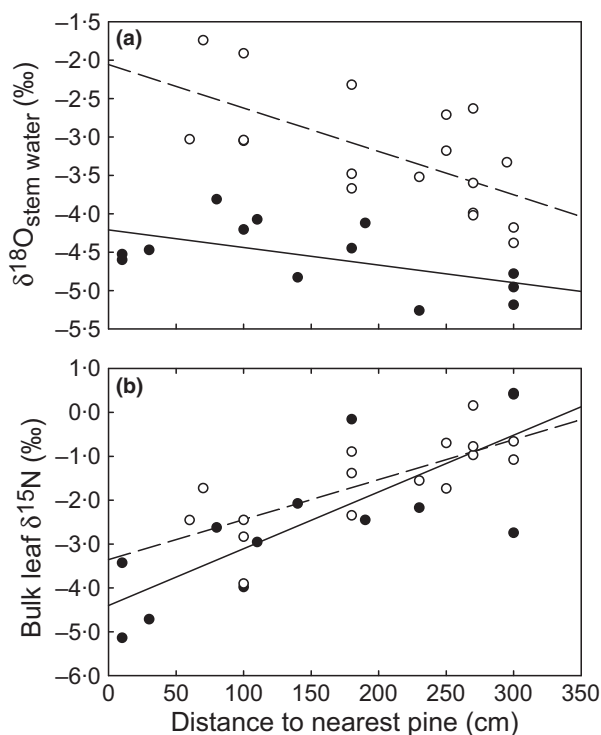 (a)
–1·5
–2·0
–2·5
–3·0
–3·5
–4·0
–4·5
–5·0
–5·5
δ18Ostem water (‰)
(b)
1·0
0·0
–1·0
–2·0
–3·0
–4·0
–5·0
–6·0
Bulk leaf δ15N (‰)
0 50 100 150 200 250 300 350
Distance to nearest pine (cm)